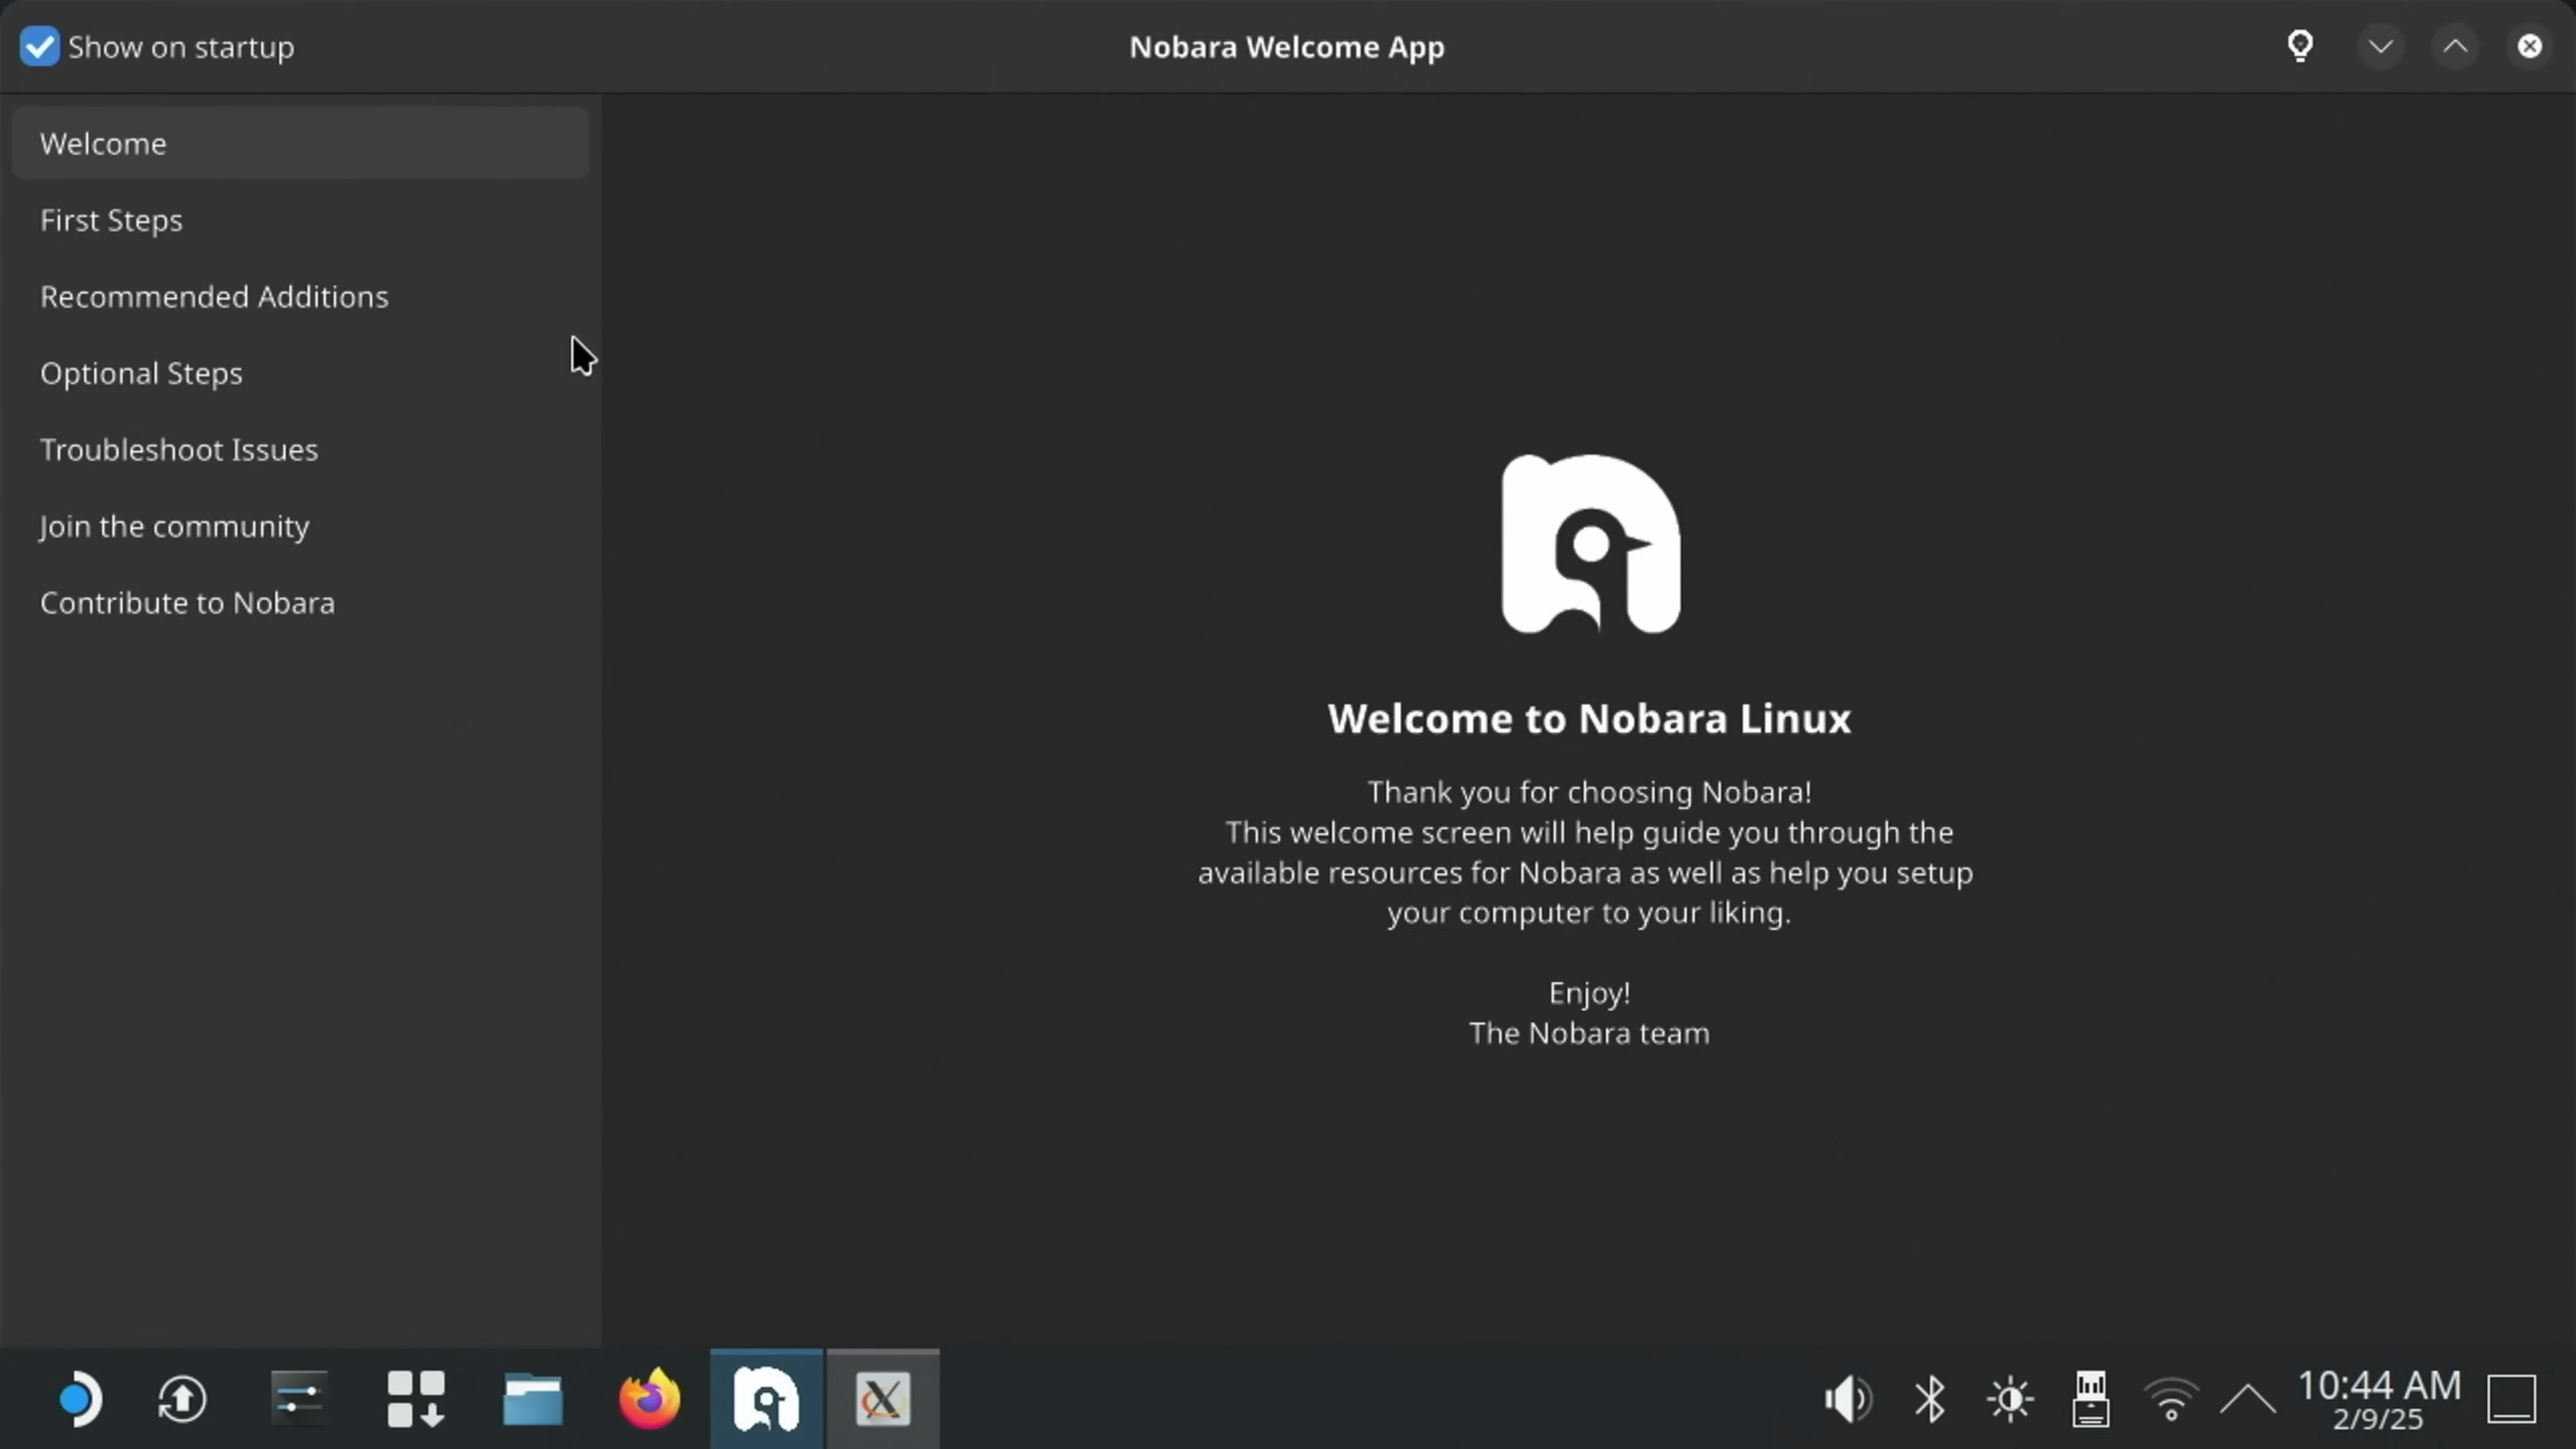 Show on startup
Nobara Welcome App
Welcome
First Steps
Recommended Additions
Optional Steps
Troubleshoot Issues
Join the community
Contribute to Nobara
Welcome to Nobara Linux
Thank you for choosing Nobara!
This welcome screen will help guide you through the
available resources for Nobara as well as help you setup
your computer to your liking.
Enjoy!
The Nobara team
10:44 AM
2/9/25